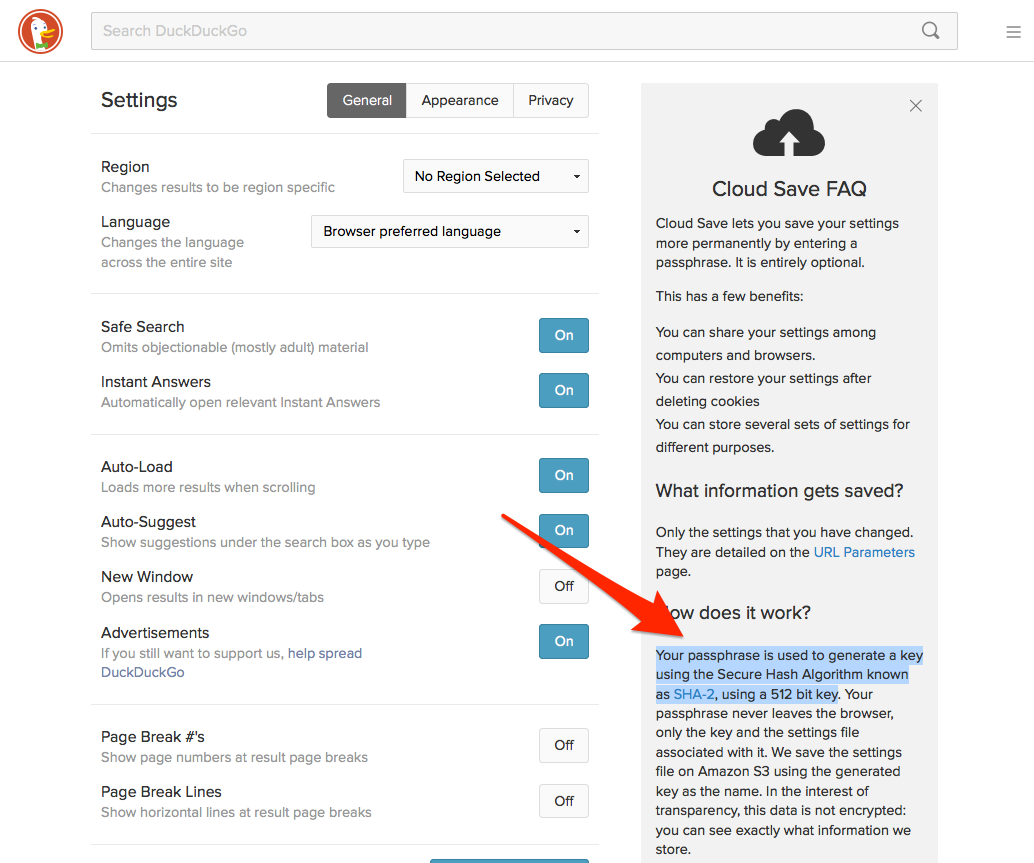 Search DuckDuckGo
Settings
General
Appearance
Privacy
Region
Changes results to be region specific
No Region Selected
Language
Changes the language
across the entire site
Browser preferred language
Safe Search
Omits objectionable (mostly adult) material
On
Instant Answers
Automatically open relevant Instant Answers
On
Auto-Load
Loads more results when scrolling
On
Auto-Suggest
Show suggestions under the search box as you type
On
New Window
Opens results in new windows/tabs
Off
Advertisements
If you still want to support us, help spread
DuckDuckGo
On
Page Break #'s
Show page numbers at result page breaks
Off
Page Break Lines
Show horizontal lines at result page breaks
Off
Cloud Save FAQ
Cloud Save lets you save your settings
more permanently by entering a
passphrase. It is entirely optional.
This has a few benefits:
You can share your settings among
computers and browsers.
You can restore your settings after
deleting cookies
You can store several sets of settings for
different purposes.
What information gets saved?
Only the settings that you have changed.
They are detailed on the URL Parameters
page.
How does it work?
Your passphrase is used to generate a key
using the Secure Hash Algorithm known
as SHA-2, using a 512 bit key. Your
passphrase never leaves the browser,
only the key and the settings file
associated with it. We save the settings
file on Amazon S3 using the generated
key as the name. In the interest of
transparency, this data is not encrypted:
you can see exactly what information we
store.